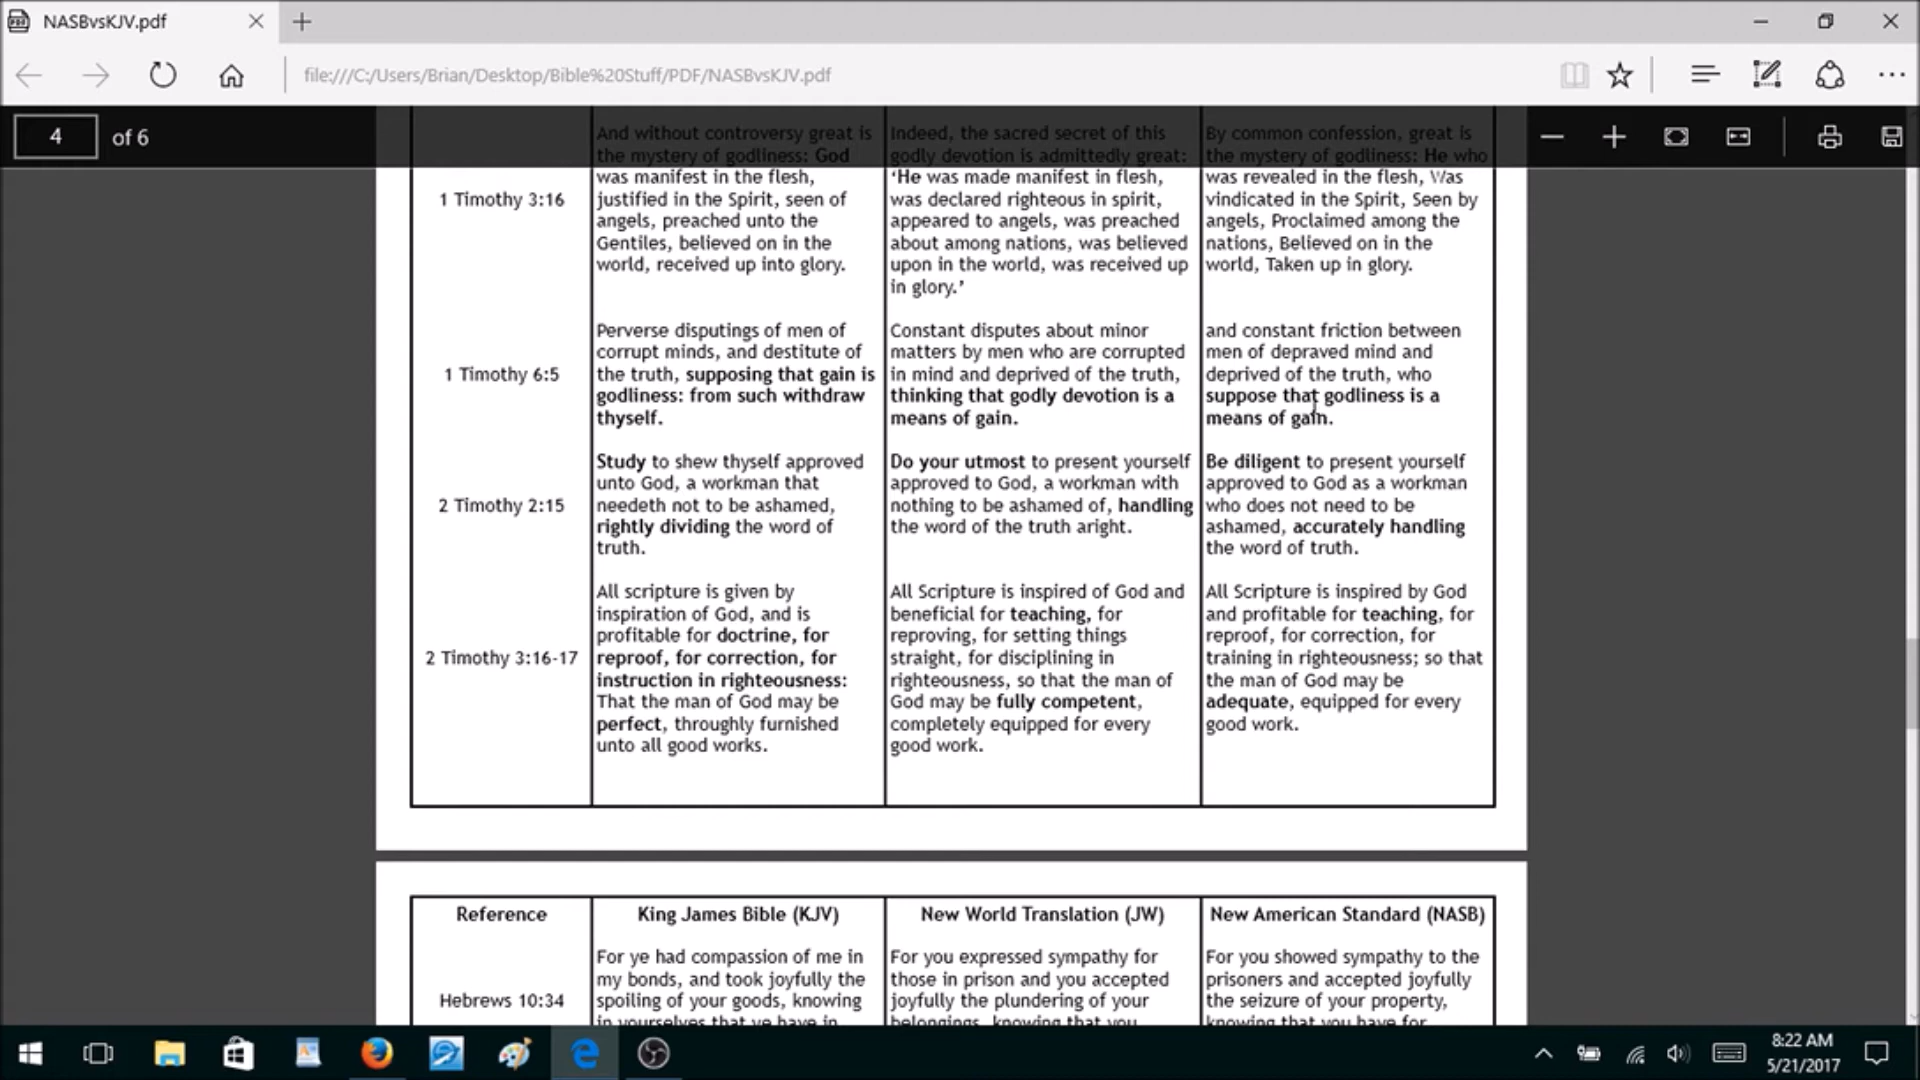 NASBvsKJV.pdf
file:///C:/Users/Brian/Desktop/Bible%20Stuff/PDF/NASBvsKJV.pdf
4 of 6
1 Timothy 3:16
And without controversy great is
the mystery of godliness: God
was manifest in the flesh,
justified in the Spirit, seen of
angels, preached unto the
Gentiles, believed on in the
world, received up into glory.
Indeed, the sacred secret of this
godly devotion is admittedly great:
‘He was made manifest in flesh,
was declared righteous in spirit,
appeared to angels, was preached
about among nations, was believed
upon in the world, was received up
in glory.’
By common confession, great is
the mystery of godliness: He who
was revealed in the flesh, Was
vindicated in the Spirit, Seen by
angels, Proclaimed among the
nations, Believed on in the
world, Taken up in glory.
1 Timothy 6:5
Perverse disputings of men of
corrupt minds, and destitute of
the truth, supposing that gain is
godliness: from such withdraw
thyself.
Constant disputes about minor
matters by men who are corrupted
in mind and deprived of the truth,
thinking that godly devotion is a
means of gain.
and constant friction between
men of depraved mind and
deprived of the truth, who
suppose that godliness is a
means of gain.
2 Timothy 2:15
Study to shew thyself approved
unto God, a workman that
needeth not to be ashamed,
rightly dividing the word of
truth.
Do your utmost to present yourself
approved to God, a workman with
nothing to be ashamed of, handling
the word of the truth aright.
Be diligent to present yourself
approved to God as a workman
who does not need to be
ashamed, accurately handling
the word of truth.
2 Timothy 3:16-17
All scripture is given by
inspiration of God, and is
profitable for doctrine, for
reproof, for correction, for
instruction in righteousness:
That the man of God may be
perfect, throughly furnished
unto all good works.
All Scripture is inspired of God and
beneficial for teaching, for
reproving, for setting things
straight, for disciplining in
righteousness, so that the man of
God may be fully competent,
completely equipped for every
good work.
All Scripture is inspired by God
and profitable for teaching, for
reproof, for correction, for
training in righteousness; so that
the man of God may be
adequate, equipped for every
good work.
Reference
King James Bible (KJV)
New World Translation (JW)
New American Standard (NASB)
Hebrews 10:34
For ye had compassion of me in
my bonds, and took joyfully the
spoiling of your goods, knowing
in yourselves that ye have in
For you expressed sympathy for
those in prison and you accepted
joyfully the plundering of your
belongings, knowing that you
For you showed sympathy to the
prisoners and accepted joyfully
the seizure of your property,
knowing that you have for
8:22 AM
5/21/2017